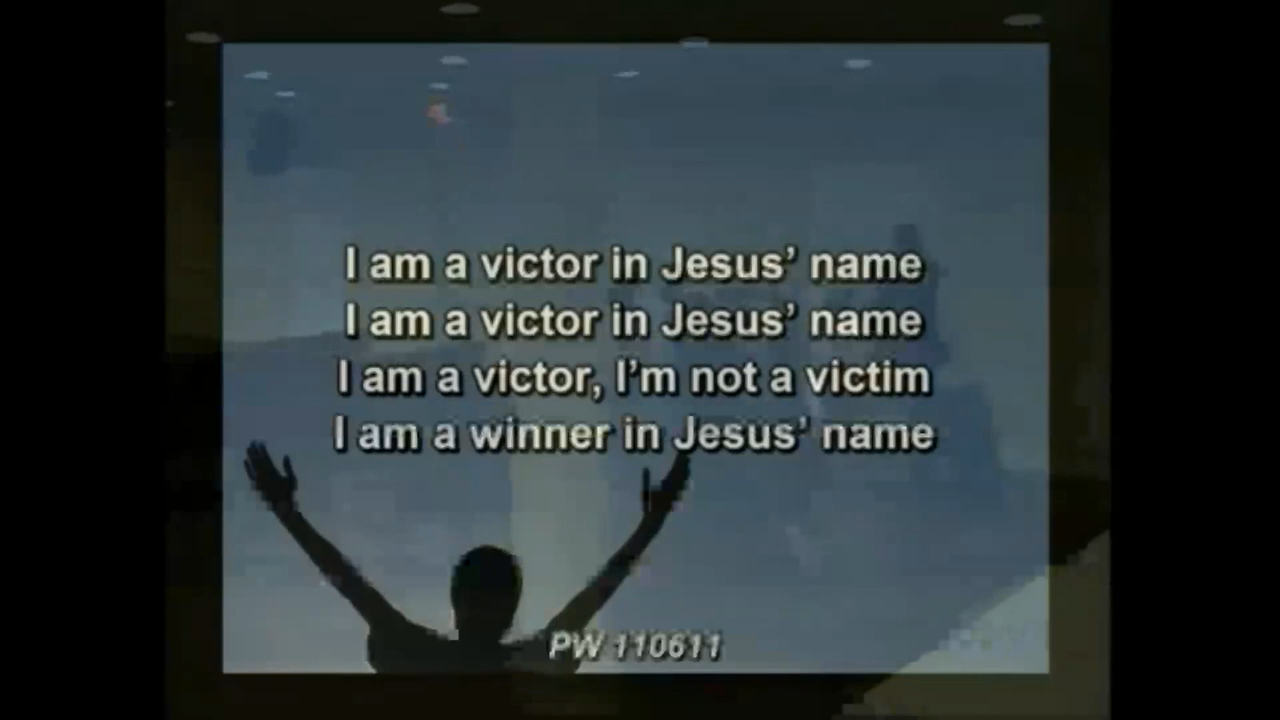 I am a victor in Jesus’ name
I am a victor in Jesus’ name
I am a victor, I’m not a victim
I am a winner in Jesus’ name
PW 110611